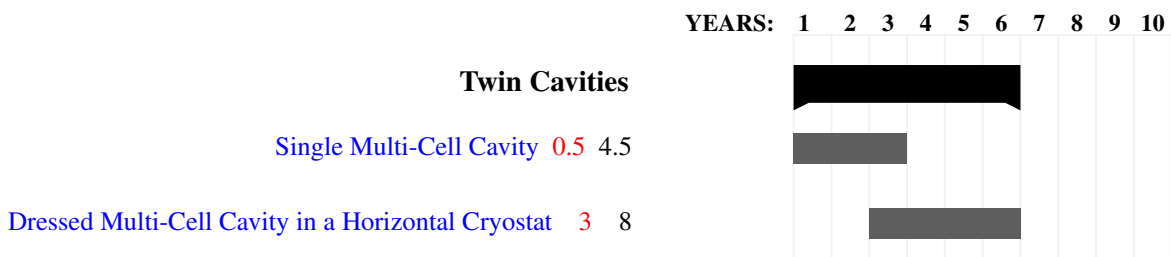 YEARS: 1 2 3 4 5 6 7 8 9 10
Twin Cavities
Single Multi-Cell Cavity 0.5 4.5
Dressed Multi-Cell Cavity in a Horizontal Cryostat 3 8